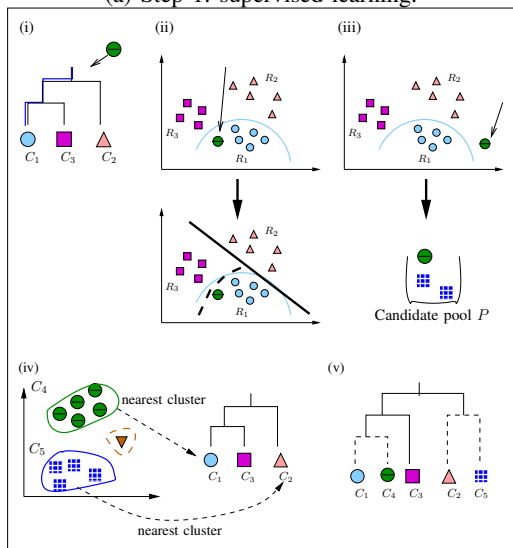 (a) Step 1: supervised learning.
(i)
(ii)
(iii)
R2
R2
R3
R3
R1
R1
C1
C3
C2
R2
R3
R1
Candidate pool P
(iv)
(v)
C4
nearest cluster
C5
C1
C3
C2
C1
C4
C3
C2
C5
nearest cluster